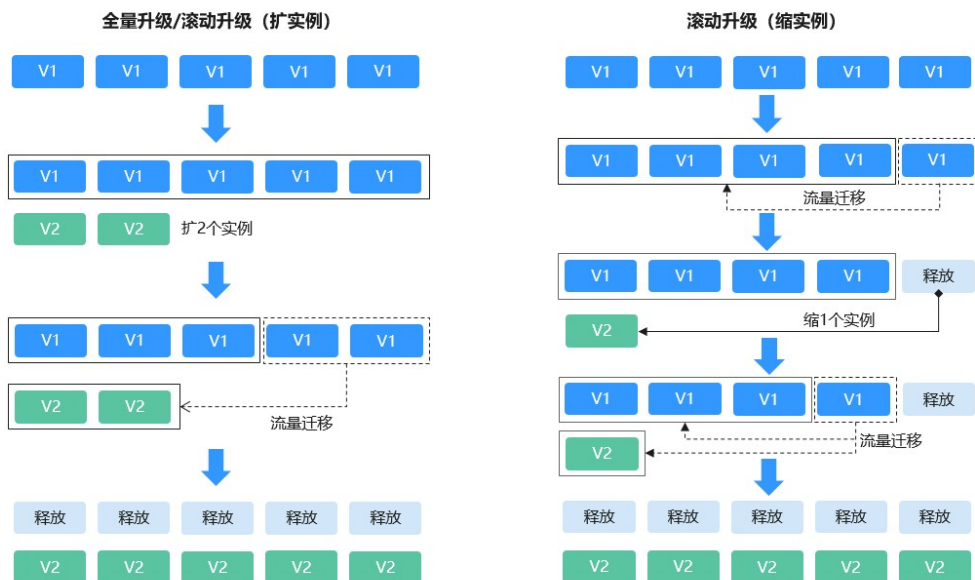 全量升级/滚动升级（扩实例）
V1 V1 V1 V1 V1
V1 V1 V1 V1 V1
V2 V2 扩2个实例
V1 V1 V1 V1 V1
V2 V2
流量迁移
释放 释放 释放 释放 释放
V2 V2 V2 V2 V2
滚动升级（缩实例）
V1 V1 V1 V1 V1
V1 V1 V1 V1 V1
流量迁移
V1 V1 V1 V1 释放
缩1个实例
V2
V1 V1 V1 V1 释放
流量迁移
V2
释放 释放 释放 释放 释放
V2 V2 V2 V2 V2